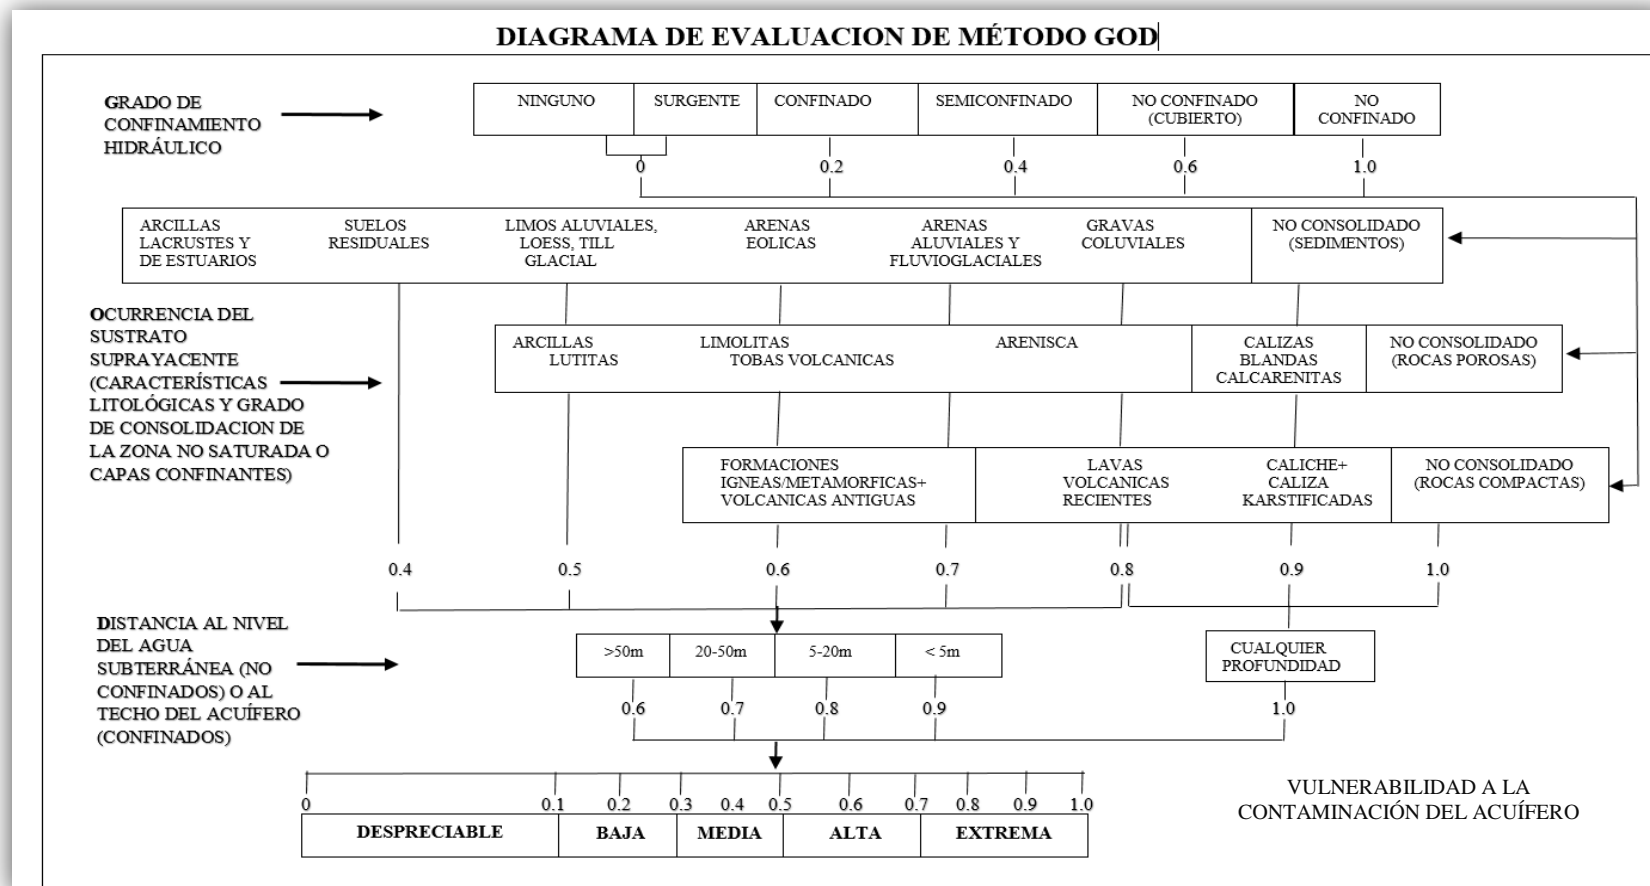 DIAGRAMA DE EVALUACION DE MÉTODO GOD
GRADO DE
CONFINAMIENTO
HIDRÁULICO
NINGUNO
SURGENTE
CONFINADO
SEMICONFINADO
NO CONFINADO
(CUBIERTO)
NO
CONFINADO
0
0.2
0.4
0.6
1.0
ARCILLAS
LACRUSTES Y
DE ESTUARIOS
SUELOS
RESIDUALES
LIMOS ALUVIALES,
LOESS, TILL
GLACIAL
ARENAS
EOLICAS
ARENAS
ALUVIALES Y
FLUVIOGLACIALES
GRAVAS
COLUVIALES
NO CONSOLIDADO
(SEDIMENTOS)
OCURRENCIA DEL
SUSTRATO
SUPRAYACENTE
(CARACTERÍSTICAS
LITOLÓGICAS Y GRADO
DE CONSOLIDACION DE
LA ZONA NO SATURADA O
CAPAS CONFINANTES)
ARCILLAS
LUTITAS
LIMOLITAS
TOBAS VOLCANICAS
ARENISCA
CALIZAS
BLANDAS
CALCARENITAS
NO CONSOLIDADO
(ROCAS POROSAS)
FORMACIONES
IGNEAS/METAMORFICAS+
VOLCANICAS ANTIGUAS
LAVAS
VOLCANICAS
RECIENTES
CALICHE+
CALIZA
KARSTIFICADAS
NO CONSOLIDADO
(ROCAS COMPACTAS)
0.4
0.5
0.6
0.7
0.8
0.9
1.0
DISTANCIA AL NIVEL
DEL AGUA
SUBTERRÁNEA (NO
CONFINADOS) O AL
TECHO DEL ACUÍFERO
(CONFINADOS)
>50m
20-50m
5-20m
< 5m
CUALQUIER
PROFUNDIDAD
0.6
0.7
0.8
0.9
1.0
0
0.1
0.2
0.3
0.4
0.5
0.6
0.7
0.8
0.9
1.0
DESPRECIABLE
BAJA
MEDIA
ALTA
EXTREMA
VULNERABILIDAD A LA
CONTAMINACIÓN DEL ACUÍFERO